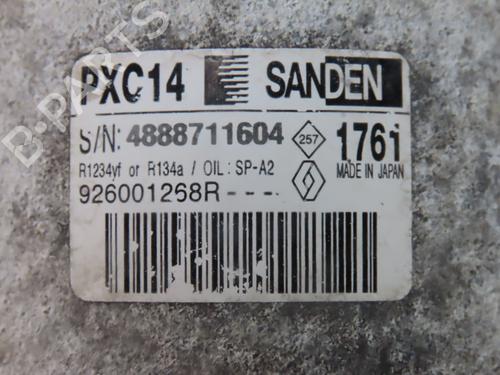 PXC14 SANDEN
S/N: 4888711604 257 1761
R1234yf or R134a / OIL: SP-A2 MADE IN JAPAN
926001268R - - - -
B-PARTS